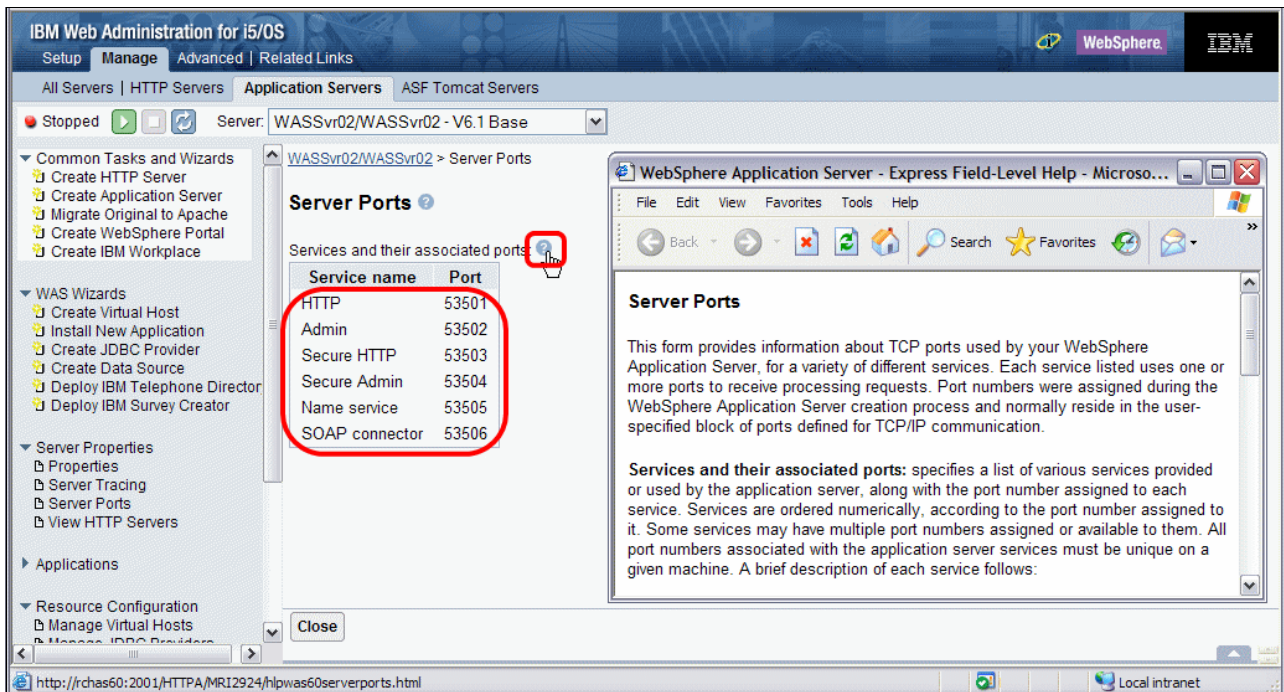 IBM Web Administration for i5/OS
WebSphere.
IBM
Setup Manage Advanced | Related Links
All Servers | HTTP Servers Application Servers ASF Tomcat Servers
Stopped Server: WASSvr02/WASSvr02 - V6.1 Base
Common Tasks and Wizards
Create HTTP Server
Create Application Server
Migrate Original to Apache
Create WebSphere Portal
Create IBM Workplace
WAS Wizards
Create Virtual Host
Install New Application
Create JDBC Provider
Create Data Source
Deploy IBM Telephone Director
Deploy IBM Survey Creator
Server Properties
Properties
Server Tracing
Server Ports
View HTTP Servers
Applications
Resource Configuration
Manage Virtual Hosts
Manage JDBC Providers
WASSvr02/WASSvr02 > Server Ports
Server Ports
Services and their associated ports:
Service name Port
HTTP 53501
Admin 53502
Secure HTTP 53503
Secure Admin 53504
Name service 53505
SOAP connector 53506
Close
WebSphere Application Server - Express Field-Level Help - Microso...
File Edit View Favorites Tools Help
Back Search Favorites »
Server Ports
This form provides information about TCP ports used by your WebSphere
Application Server, for a variety of different services. Each service listed uses one or
more ports to receive processing requests. Port numbers were assigned during the
WebSphere Application Server creation process and normally reside in the user-
specified block of ports defined for TCP/IP communication.
Services and their associated ports: specifies a list of various services provided
or used by the application server, along with the port number assigned to each
service. Services are ordered numerically, according to the port number assigned to
it. Some services may have multiple port numbers assigned or available to them. All
port numbers associated with the application server services must be unique on a
given machine. A brief description of each service follows:
http://rchas60:2001/HTTPA/MRI2924/hlpwas60serverports.html
Local intranet